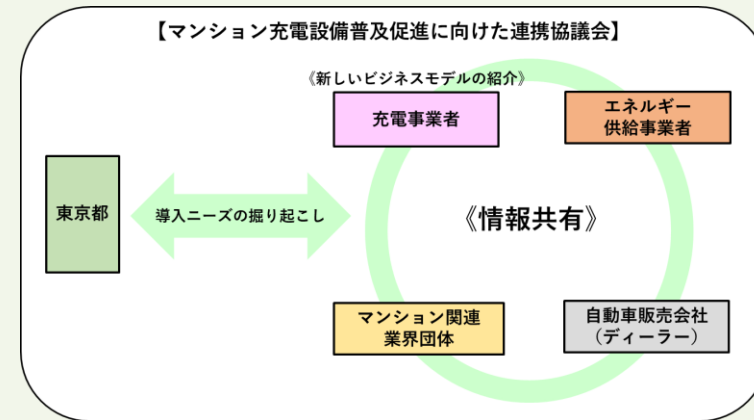 【マンション充電設備普及促進に向けた連携協議会】
《新しいビジネスモデルの紹介》
充電事業者
エネルギー
供給事業者
東京都
導入ニーズの掘り起こし
《情報共有》
マンション関連
業界団体
自動車販売会社
（ディーラー）